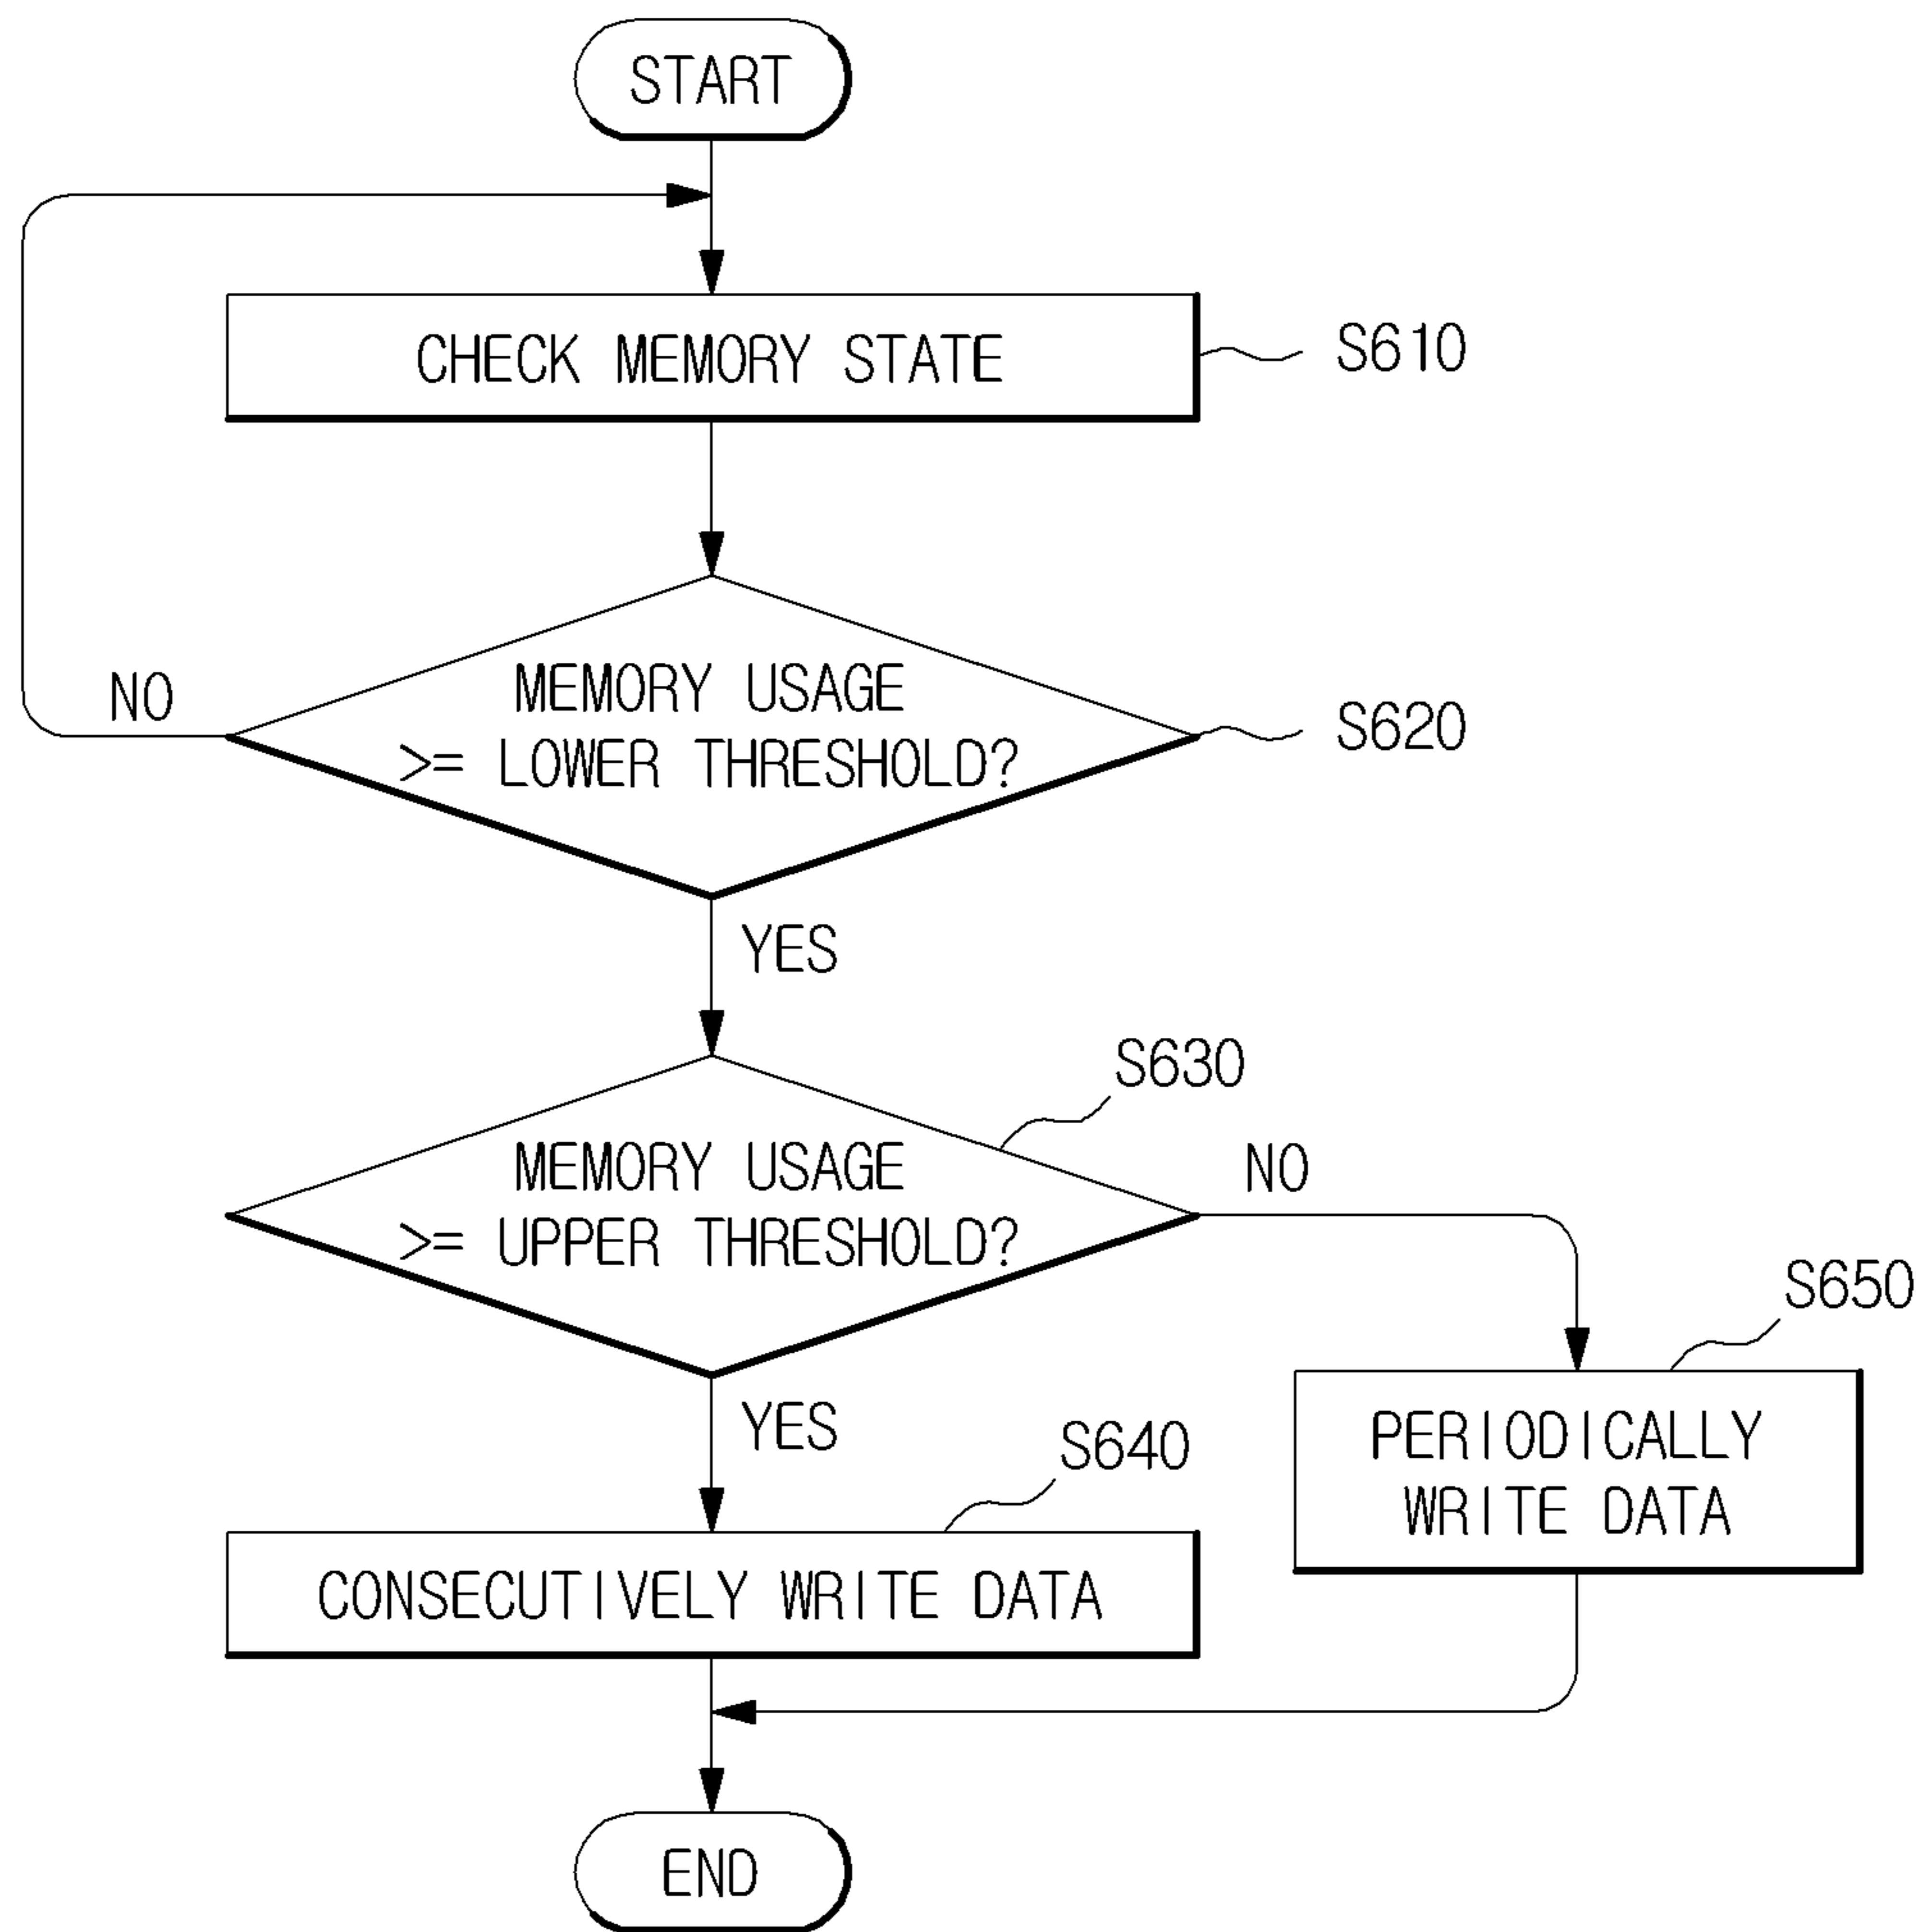 START
CHECK MEMORY STATE
S610
NO
MEMORY USAGE
>= LOWER THRESHOLD?
S620
YES
S630
MEMORY USAGE
>= UPPER THRESHOLD?
NO
S650
YES
S640
PERIODICALLY
WRITE DATA
CONSECUTIVELY WRITE DATA
END